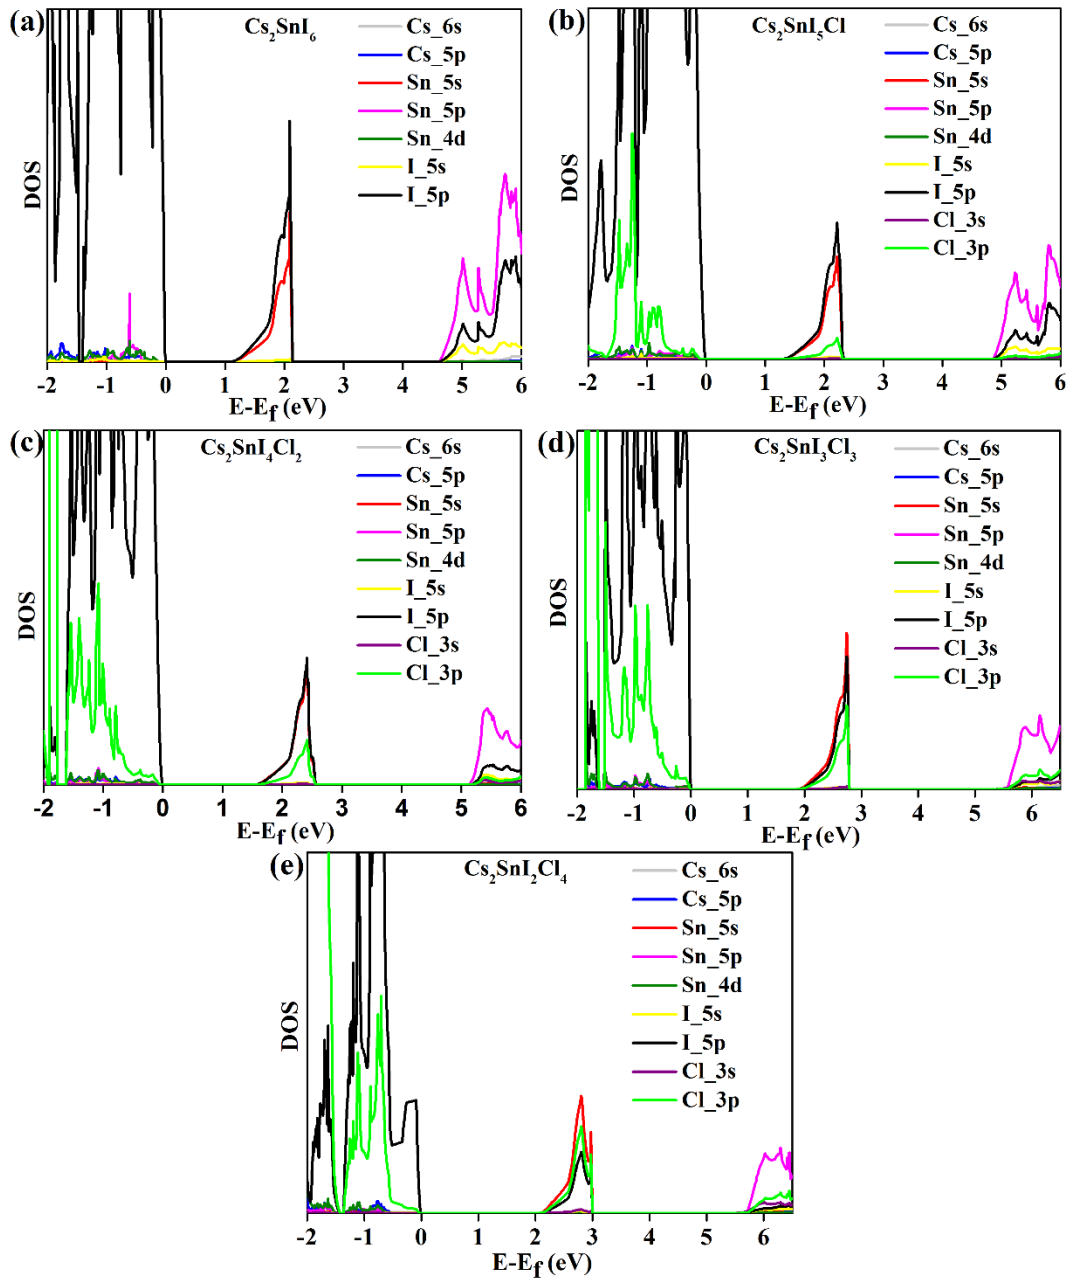 (a)
Cs₂SnI₆
Cs_6s
Cs_5p
Sn_5s
Sn_5p
Sn_4d
I_5s
I_5p
DOS
-2 -1 0 1 2 3 4 5 6
E-E_f (eV)
(b)
Cs₂SnI₅Cl
Cs_6s
Cs_5p
Sn_5s
Sn_5p
Sn_4d
I_5s
I_5p
Cl_3s
Cl_3p
DOS
-2 -1 0 1 2 3 4 5 6
E-E_f (eV)
(c)
Cs₂SnI₄Cl₂
Cs_6s
Cs_5p
Sn_5s
Sn_5p
Sn_4d
I_5s
I_5p
Cl_3s
Cl_3p
DOS
-2 -1 0 1 2 3 4 5 6
E-E_f (eV)
(d)
Cs₂SnI₃Cl₃
Cs_6s
Cs_5p
Sn_5s
Sn_5p
Sn_4d
I_5s
I_5p
Cl_3s
Cl_3p
DOS
-2 -1 0 1 2 3 4 5 6
E-E_f (eV)
(e)
Cs₂SnI₂Cl₄
Cs_6s
Cs_5p
Sn_5s
Sn_5p
Sn_4d
I_5s
I_5p
Cl_3s
Cl_3p
DOS
-2 -1 0 1 2 3 4 5 6
E-E_f (eV)